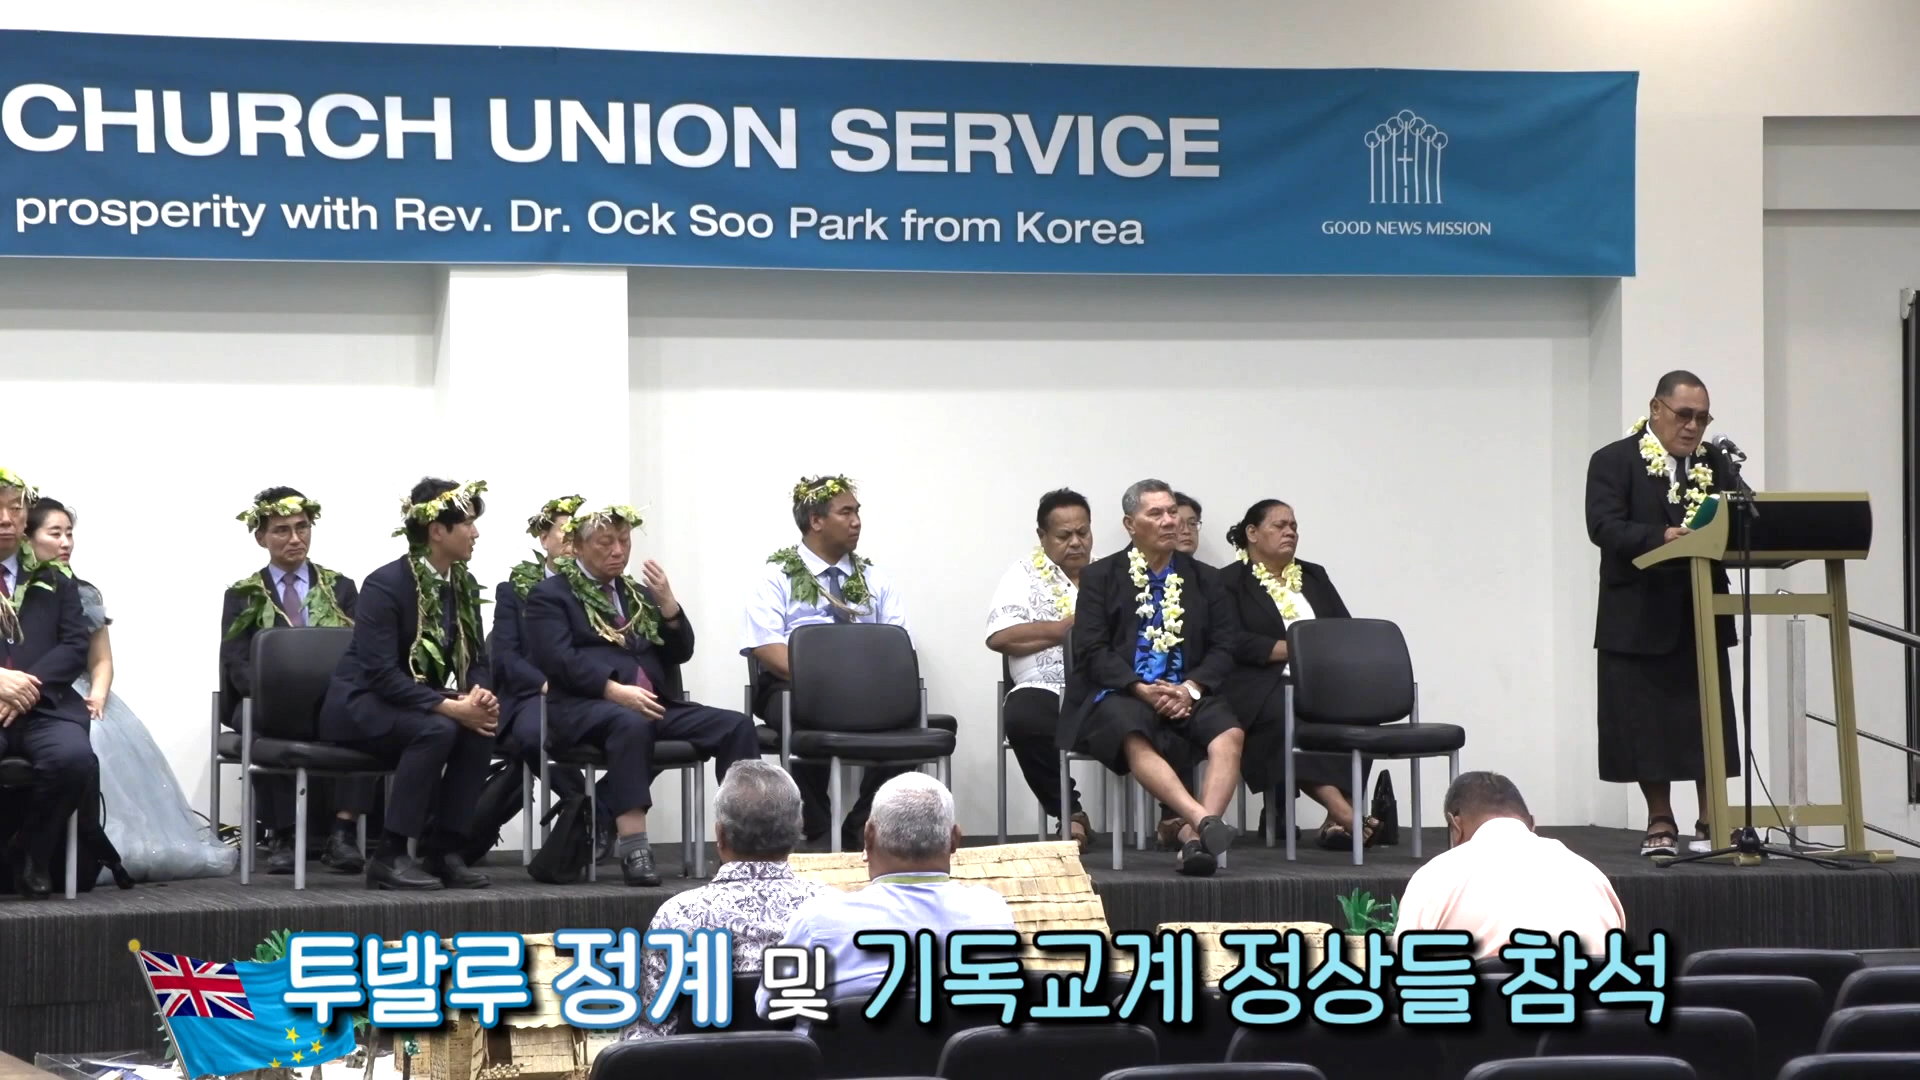 CHURCH UNION SERVICE
prosperity with Rev. Dr. Ock Soo Park from Korea
GOOD NEWS MISSION
투발루 정계 및 기독교계 정상들 참석